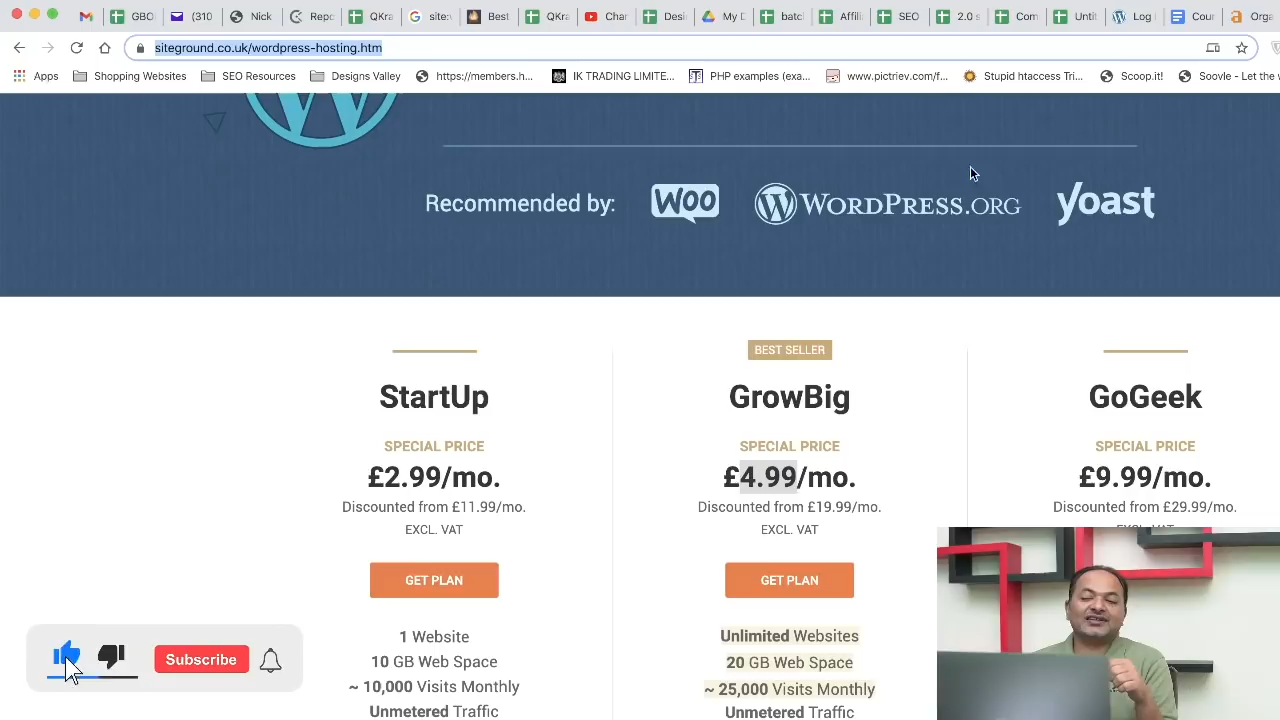 GBO
(310
Nick
Repo
QKra
site:
Best
QKra
Char
Desi
My D
batc
Affili
SEO
2.0 s
Com
Unti
Log
Cour
Orga
siteground.co.uk/wordpress-hosting.htm
Apps
Shopping Websites
SEO Resources
Designs Valley
https://members.h...
IK TRADING LIMITE...
PHP examples (exa...
www.pictriev.com/f...
Stupid htaccess Tri...
Scoop.it!
Soovle - Let the w
Recommended by:
WOO
WORDPRESS.ORG
yoast
BEST SELLER
StartUp
GrowBig
GoGeek
SPECIAL PRICE
SPECIAL PRICE
SPECIAL PRICE
£2.99/mo.
£4.99/mo.
£9.99/mo.
Discounted from £11.99/mo.
Discounted from £19.99/mo.
Discounted from £29.99/mo.
EXCL. VAT
EXCL. VAT
EXCL. VAT
GET PLAN
GET PLAN
1 Website
Unlimited Websites
10 GB Web Space
20 GB Web Space
~ 10,000 Visits Monthly
~ 25,000 Visits Monthly
Unmetered Traffic
Unmetered Traffic
Subscribe